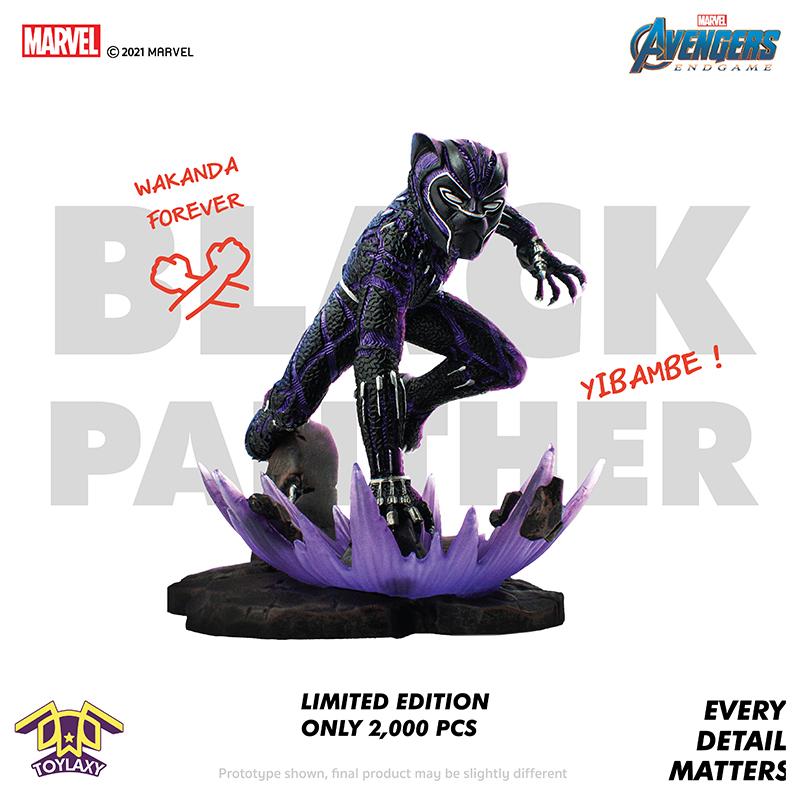 MARVEL © 2021 MARVEL
MARVEL
AVENGERS
ENDGAME
WAKANDA
FOREVER
BLACK
PANTHER
YIBAMBE !
TOYLAXY
LIMITED EDITION
ONLY 2,000 PCS
Prototype shown, final product may be slightly different
EVERY
DETAIL
MATTERS